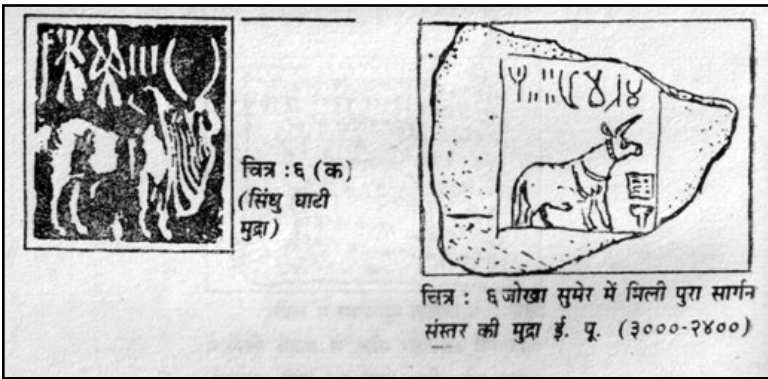 चित्र : ६ (क)
(सिंधु घाटी
मुद्रा)
चित्र : ६ जोखा सुमेर में मिली पुरा सार्गन
संस्तर की मुद्रा ई. पू. (३०००-२४००)